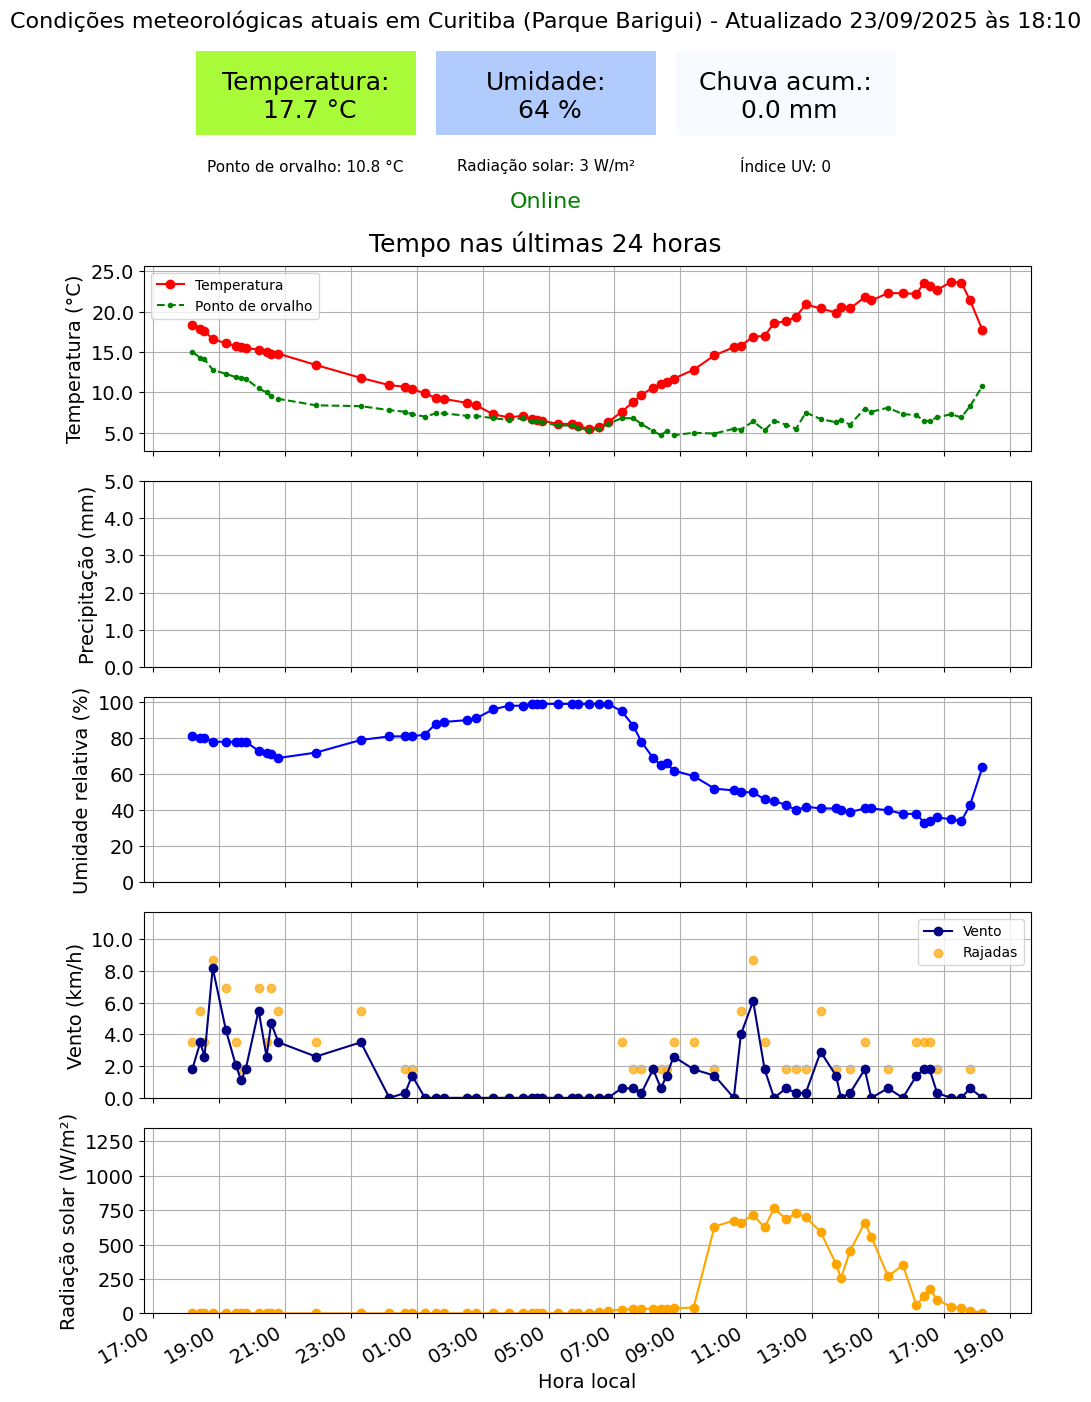 Condições meteorológicas atuais em Curitiba (Parque Barigui) - Atualizado 23/09/2025 às 18:10
Temperatura:
17.7 °C
Umidade:
64 %
Chuva acum.:
0.0 mm
Ponto de orvalho: 10.8 °C
Radiação solar: 3 W/m²
Índice UV: 0
Online
Tempo nas últimas 24 horas
Temperatura (°C)
25.0
20.0
15.0
10.0
5.0
Temperatura
Ponto de orvalho
Precipitação (mm)
5.0
4.0
3.0
2.0
1.0
0.0
Umidade relativa (%)
100
80
60
40
20
0
Vento (km/h)
10.0
8.0
6.0
4.0
2.0
0.0
Vento
Rajadas
Radiação solar (W/m²)
1250
1000
750
500
250
0
17:00
19:00
21:00
23:00
01:00
03:00
05:00
07:00
09:00
11:00
13:00
15:00
17:00
19:00
Hora local